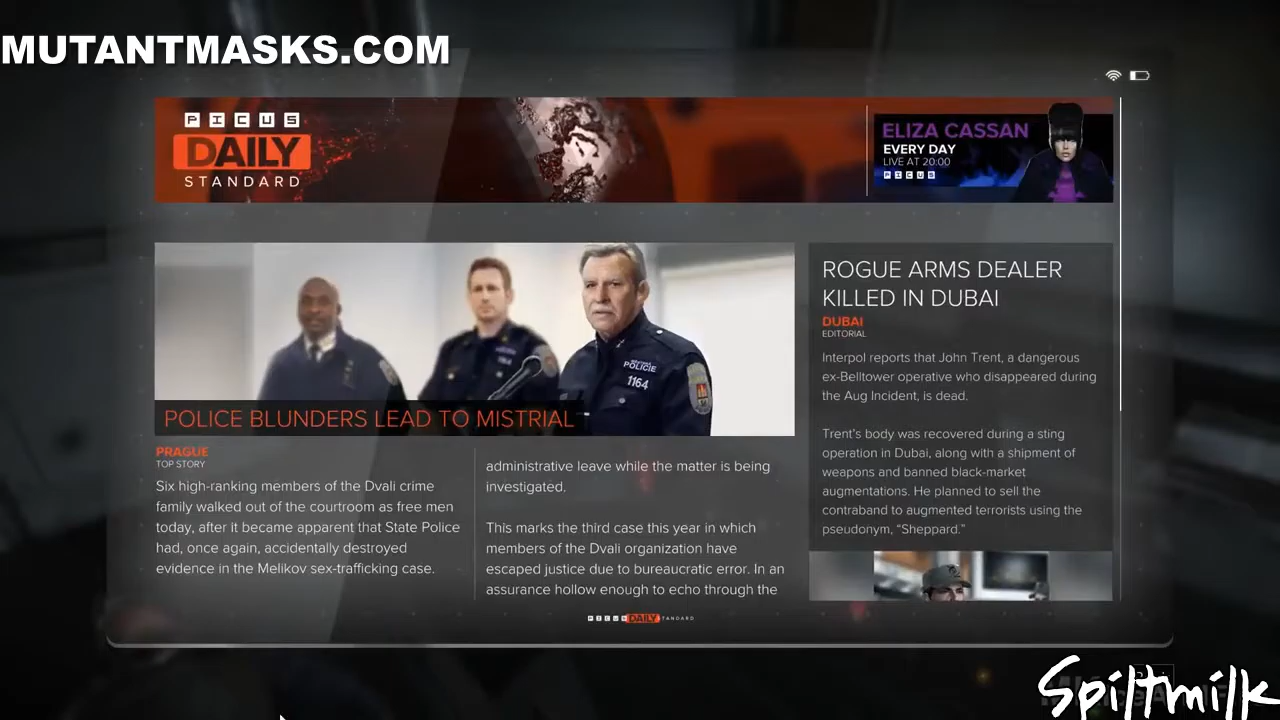 MUTANTMASKS.COM
PICUS
DAILY
STANDARD
ELIZA CASSAN
EVERY DAY
LIVE AT 20:00
PICUS
POLICIE
1164
POLICE BLUNDERS LEAD TO MISTRIAL
PRAGUE
TOP STORY
Six high-ranking members of the Dvali crime
family walked out of the courtroom as free men
today, after it became apparent that State Police
had, once again, accidentally destroyed
evidence in the Melikov sex-trafficking case.
administrative leave while the matter is being
investigated.
This marks the third case this year in which
members of the Dvali organization have
escaped justice due to bureaucratic error. In an
assurance hollow enough to echo through the
ROGUE ARMS DEALER
KILLED IN DUBAI
DUBAI
EDITORIAL
Interpol reports that John Trent, a dangerous
ex-Belltower operative who disappeared during
the Aug Incident, is dead.
Trent's body was recovered during a sting
operation in Dubai, along with a shipment of
weapons and banned black-market
augmentations. He planned to sell the
contraband to augmented terrorists using the
pseudonym, “Sheppard.”
PICUS DAILY STANDARD
Spiltmilk